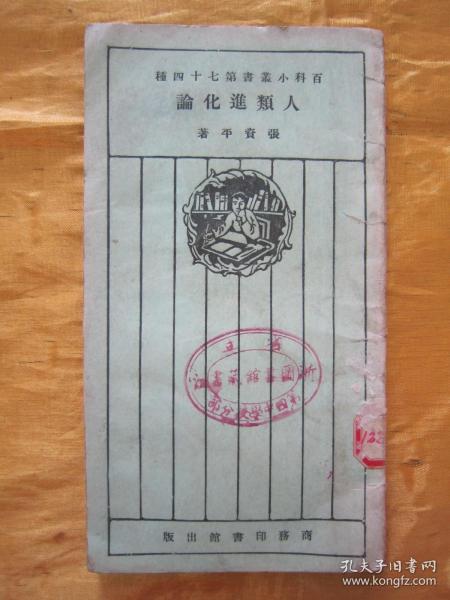 百科小叢書第七十四種
人類進化論
張資平著
商務印書館出版
孔夫子旧书网
www.kongfz.com